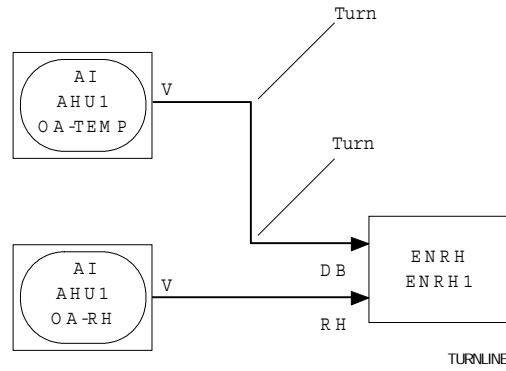 Turn
AI
AHU1
OA-TEMP
V
Turn
ENRH
ENRH1
DB
AI
AHU1
OA-RH
V
RH
TURNLINE